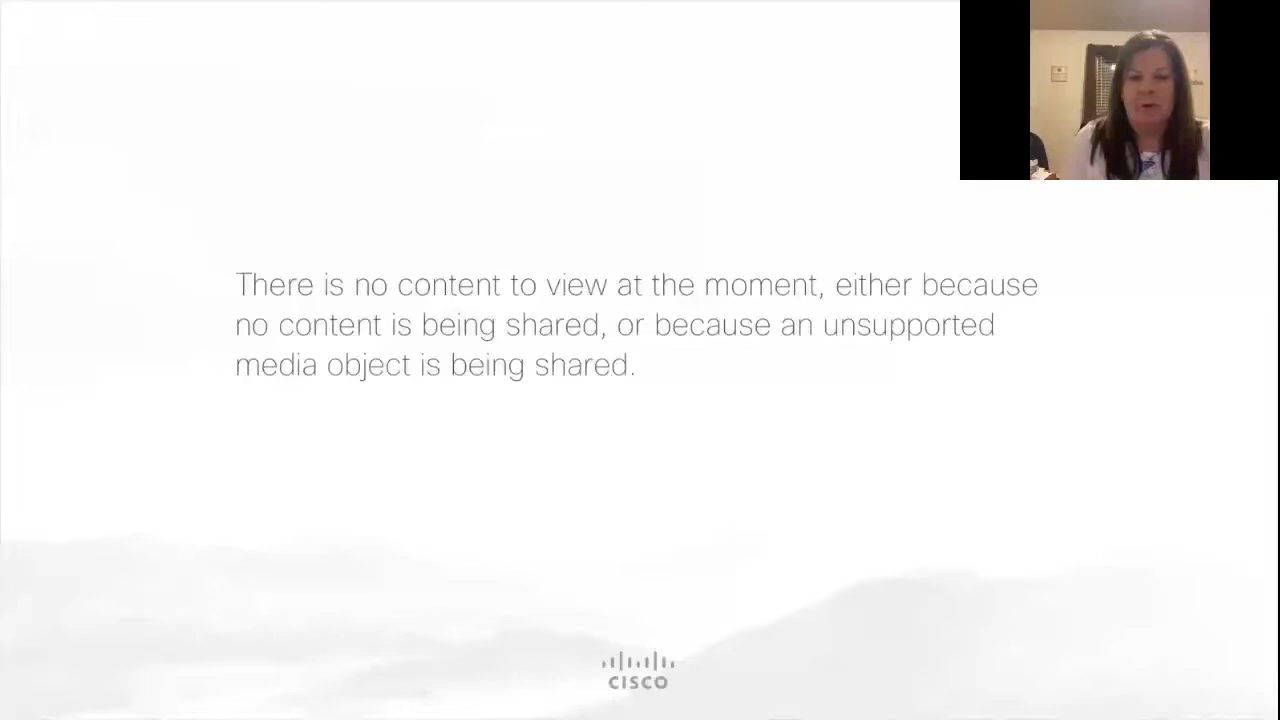 There is no content to view at the moment, either because
no content is being shared, or because an unsupported
media object is being shared.
CISCO